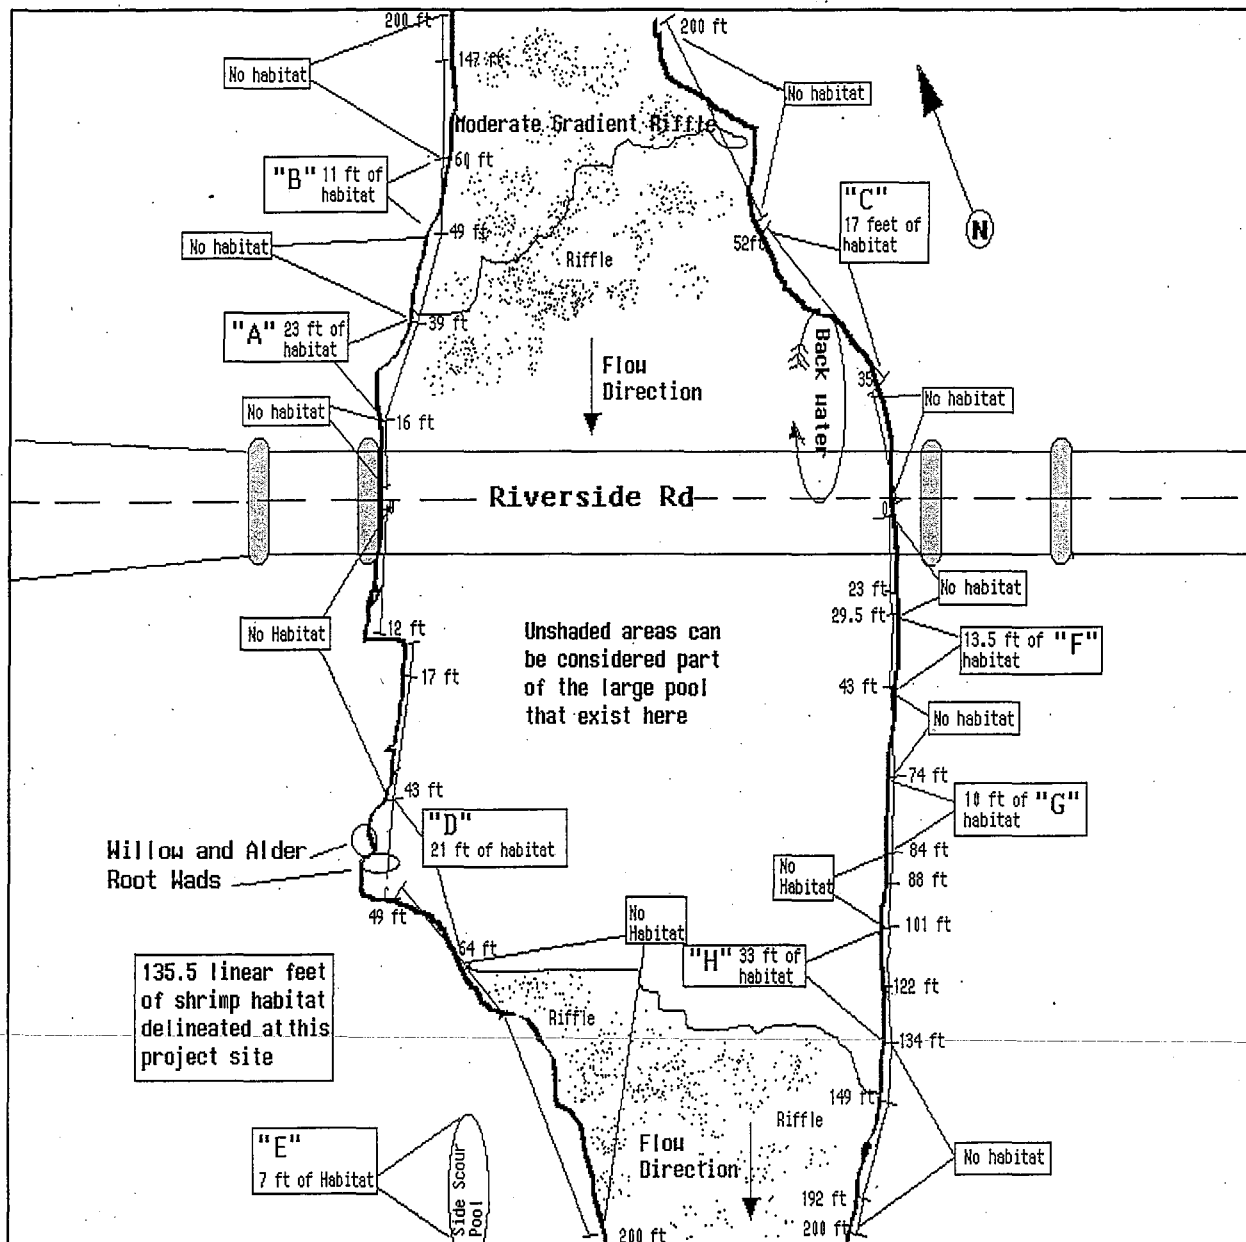 200 ft
200 ft
147 ft
No habitat
No habitat
Moderate Gradient Riffle
60 ft
"B" 11 ft of
habitat
"C"
17 feet of
habitat
N
49 ft
52ft
No habitat
Riffle
39 ft
"A" 23 ft of
habitat
Flow
Direction
Back water
35
No habitat
16 ft
No habitat
Riverside Rd
0
0
23 ft
No habitat
29.5 ft
No Habitat
12 ft
Unshaded areas can
be considered part
of the large pool
that exist here
13.5 ft of "F"
habitat
17 ft
43 ft
No habitat
74 ft
43 ft
10 ft of "G"
habitat
"D"
21 ft of habitat
Willow and Alder
Root Wads
84 ft
No
Habitat
88 ft
49 ft
No
Habitat
101 ft
64 ft
"H" 33 ft of
habitat
135.5 linear feet
of shrimp habitat
delineated at this
project site
122 ft
Riffle
134 ft
149 ft
Riffle
"E"
7 ft of Habitat
Side Scour
Pool
Flow
Direction
No habitat
192 ft
200 ft
200 ft